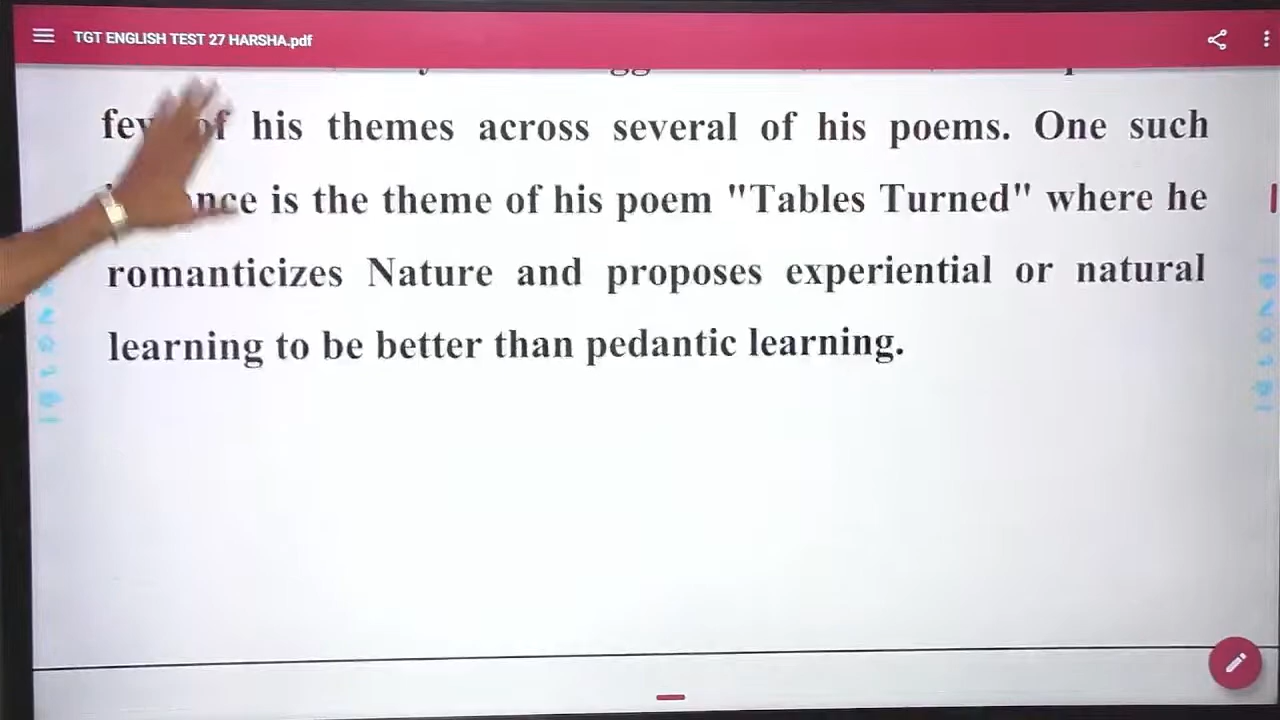 TGT ENGLISH TEST 27 HARSHA.pdf
of his themes across several of his poems. One such
is the theme of his poem "Tables Turned" where he
romanticizes Nature and proposes experiential or natural
learning to be better than pedantic learning.